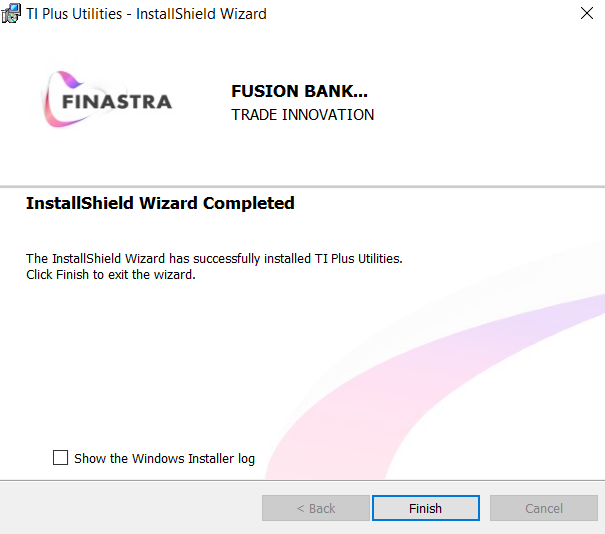 TI Plus Utilities - InstallShield Wizard
FINASTRA
FUSION BANK...
TRADE INNOVATION
InstallShield Wizard Completed
The InstallShield Wizard has successfully installed TI Plus Utilities.
Click Finish to exit the wizard.
Show the Windows Installer log
< Back
Finish
Cancel